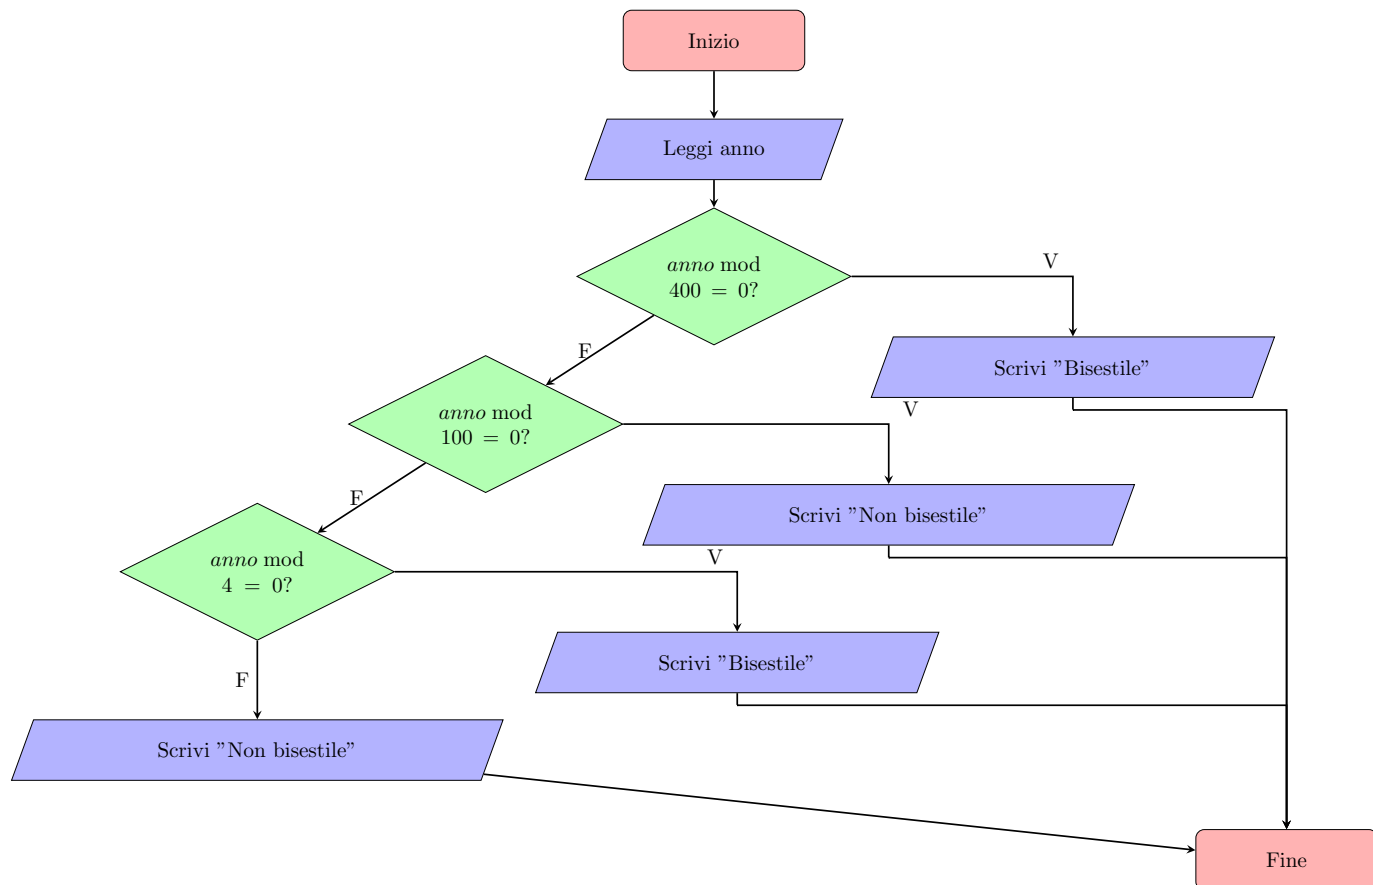 Inizio
Leggi anno
anno mod
400 = 0?
V
F
Scrivi ”Bisestile”
V
anno mod
100 = 0?
F
Scrivi ”Non bisestile”
V
anno mod
4 = 0?
F
Scrivi ”Bisestile”
Scrivi ”Non bisestile”
Fine